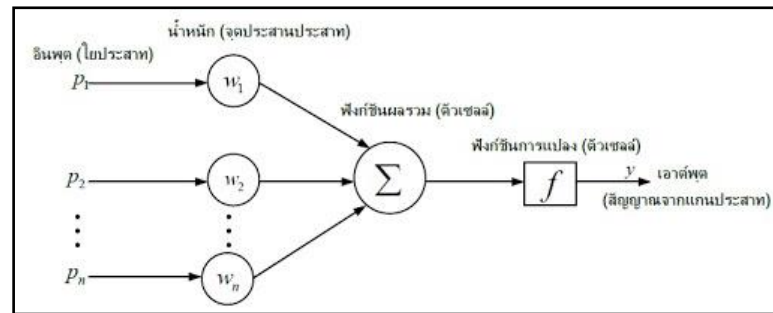 น้ำหนัก (จุดประสานประสาท)
อินพุต (ใยประสาท)
p1
w1
ฟังก์ชันผลรวม (ตัวเซลล์)
ฟังก์ชันการแปลง (ตัวเซลล์)
p2
w2
Σ
f
y
เอาต์พุต
(สัญญาณจากแกนประสาท)
pn
wn